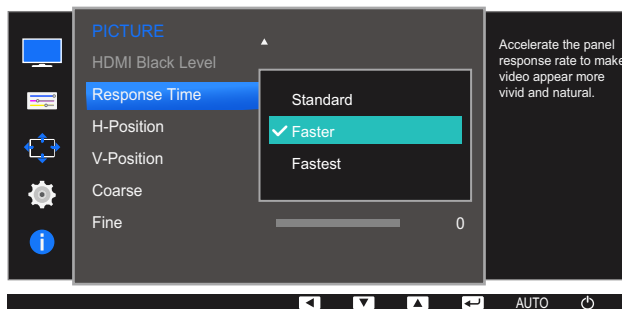 PICTURE
HDMI Black Level
Response Time
H-Position
V-Position
Coarse
Fine
Standard
Faster
Fastest
0
Accelerate the panel
response rate to make
video appear more
vivid and natural.
AUTO